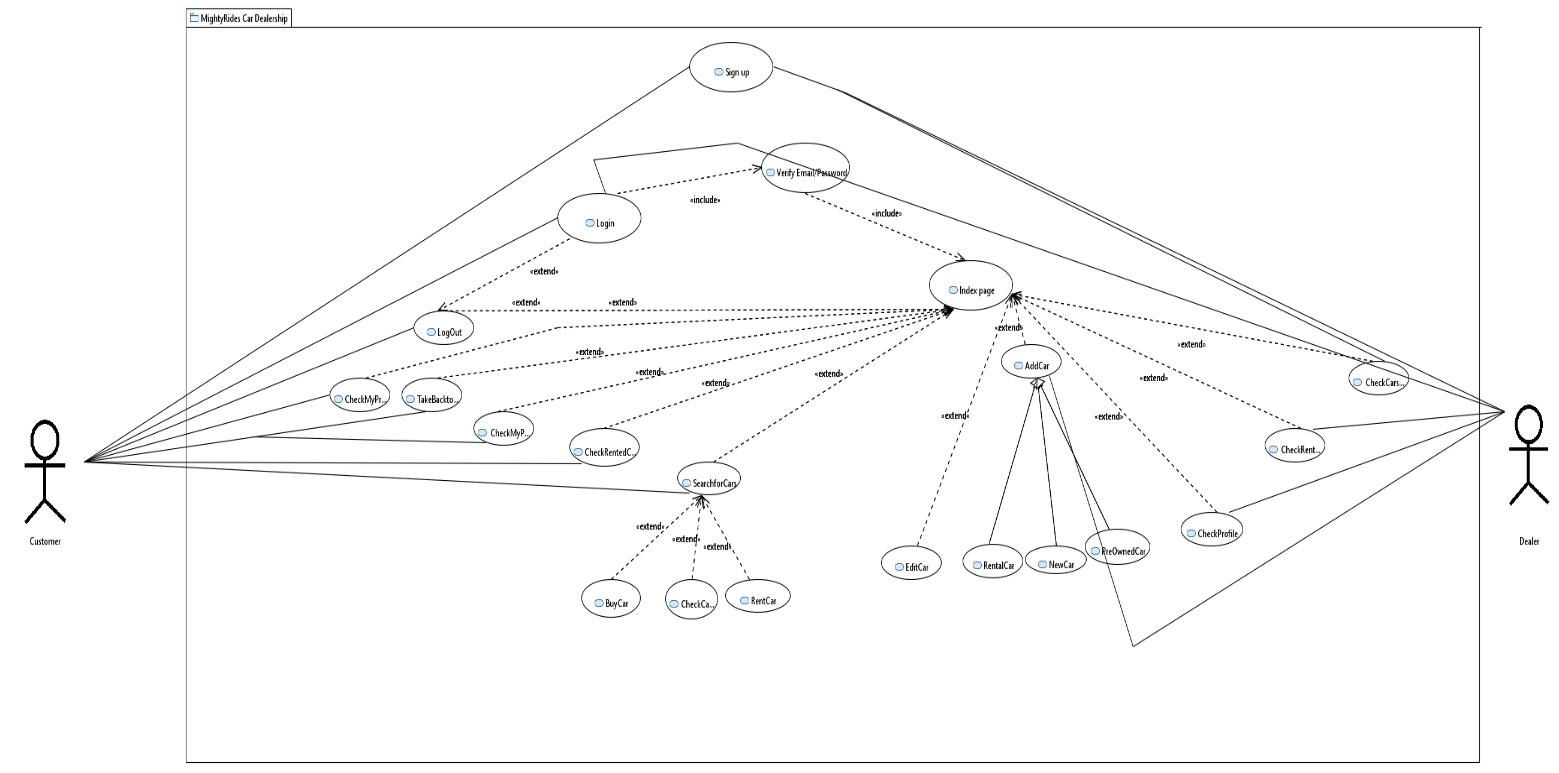 MightyRides Car Dealership
Sign up
Verify Email/Password
«include»
«include»
Login
«extend»
Index page
«extend»
«extend»
LogOut
«extend»
«extend»
«extend»
AddCar
«extend»
«extend»
«extend»
«extend»
CheckCars...
CheckMyPr...
TakeBackto...
«extend»
«extend»
CheckMyP...
CheckRentedC...
CheckRent...
SearchforCars
«extend»
«extend»
«extend»
CheckProfile
Customer
Dealer
EditCar
RentalCar
NewCar
PreOwnedCar
BuyCar
CheckCa...
RentCar